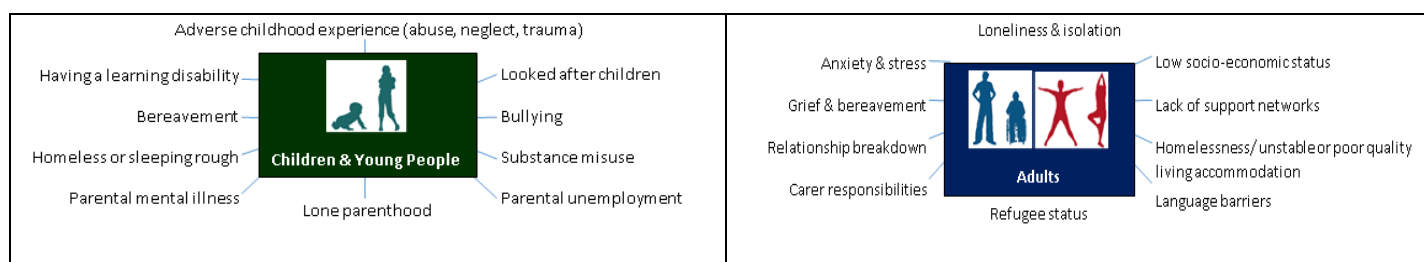 Adverse childhood experience (abuse, neglect, trauma)
Having a learning disability
Looked after children
Bereavement
Bullying
Homeless or sleeping rough
Children & Young People
Substance misuse
Parental mental illness
Lone parenthood
Parental unemployment
Loneliness & isolation
Anxiety & stress
Low socio-economic status
Grief & bereavement
Lack of support networks
Relationship breakdown
Homelessness/ unstable or poor quality
living accommodation
Adults
Carer responsibilities
Language barriers
Refugee status